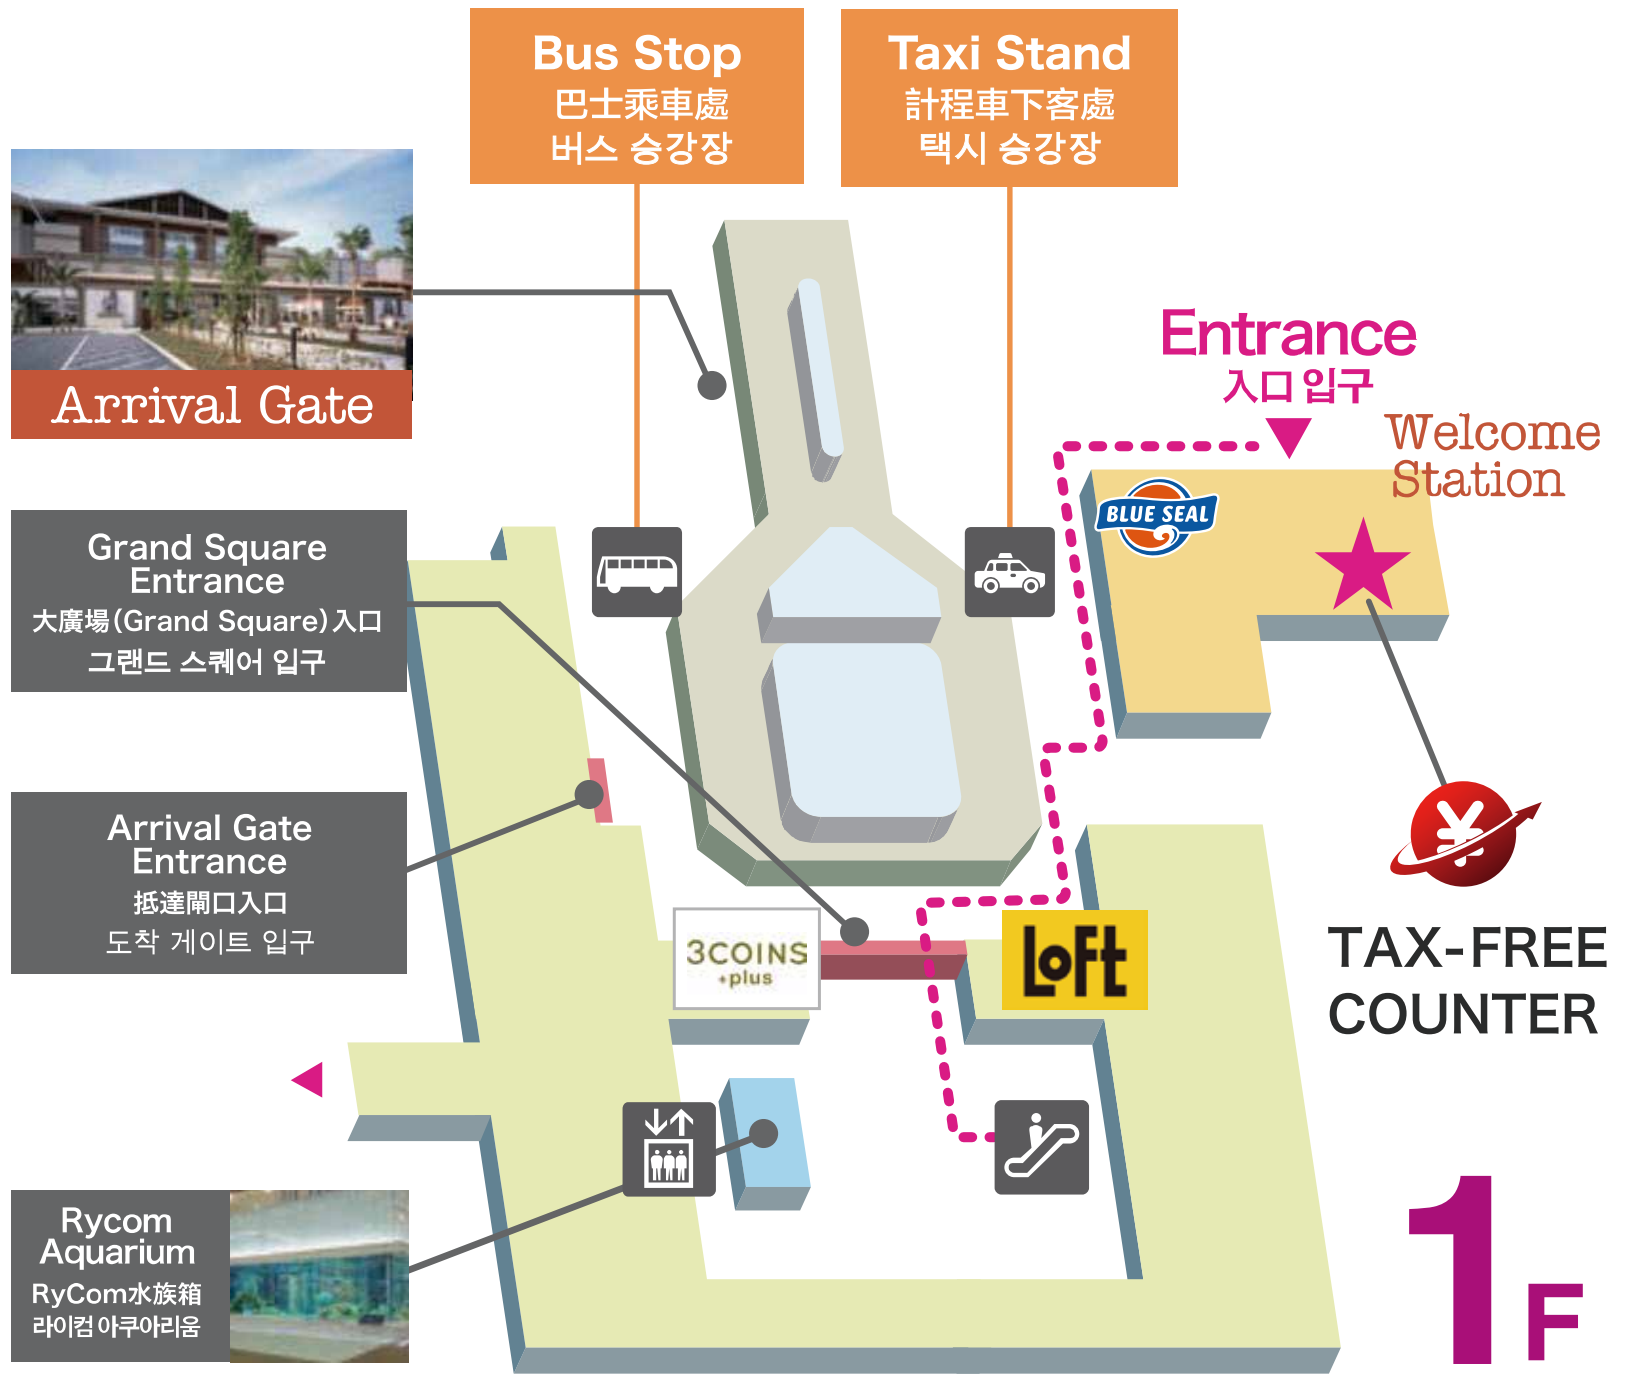 Bus Stop
巴士乘車處
버스 승강장
Taxi Stand
計程車下客處
택시 승강장
Arrival Gate
Entrance
入口 입구
Welcome
Station
BLUE SEAL
Grand Square
Entrance
大廣場(Grand Square)入口
그랜드 스퀘어 입구
Arrival Gate
Entrance
抵達閘口入口
도착 게이트 입구
3COINS
+plus
LOFT
TAX-FREE
COUNTER
Rycom
Aquarium
RyCom水族箱
라이컴 아쿠아리움
1F